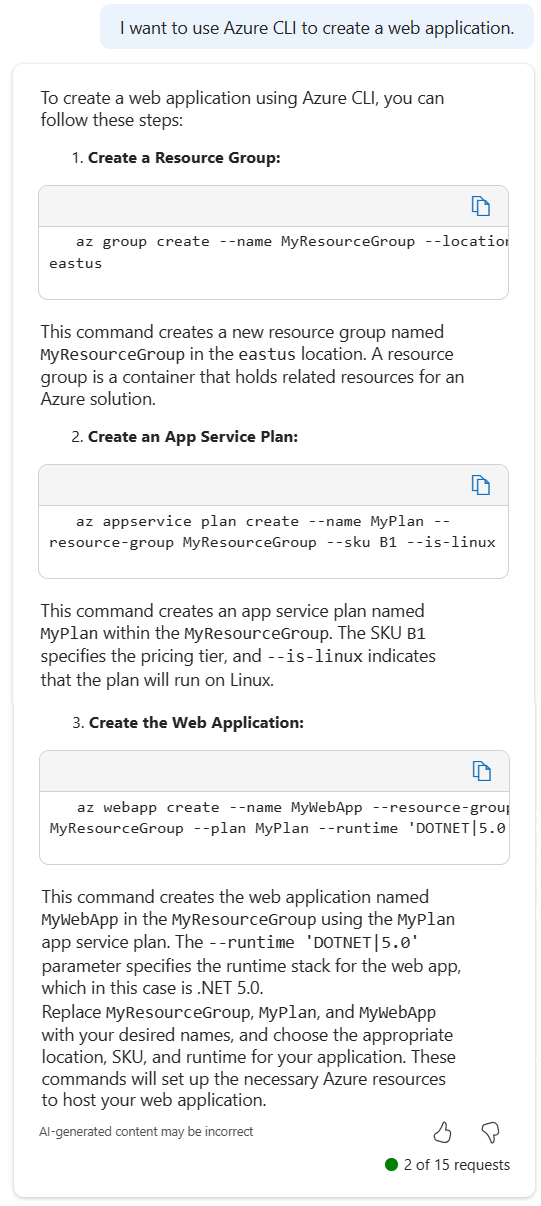 I want to use Azure CLI to create a web application.
To create a web application using Azure CLI, you can
follow these steps:
1. Create a Resource Group:
az group create --name MyResourceGroup --location
eastus
This command creates a new resource group named
MyResourceGroup in the eastus location. A resource
group is a container that holds related resources for an
Azure solution.
2. Create an App Service Plan:
az appservice plan create --name MyPlan --
resource-group MyResourceGroup --sku B1 --is-linux
This command creates an app service plan named
MyPlan within the MyResourceGroup. The SKU B1
specifies the pricing tier, and --is-linux indicates
that the plan will run on Linux.
3. Create the Web Application:
az webapp create --name MyWebApp --resource-group
MyResourceGroup --plan MyPlan --runtime 'DOTNET|5.0
This command creates the web application named
MyWebApp in the MyResourceGroup using the MyPlan
app service plan. The --runtime 'DOTNET|5.0'
parameter specifies the runtime stack for the web app,
which in this case is .NET 5.0.
Replace MyResourceGroup, MyPlan, and MyWebApp
with your desired names, and choose the appropriate
location, SKU, and runtime for your application. These
commands will set up the necessary Azure resources
to host your web application.
AI-generated content may be incorrect
2 of 15 requests